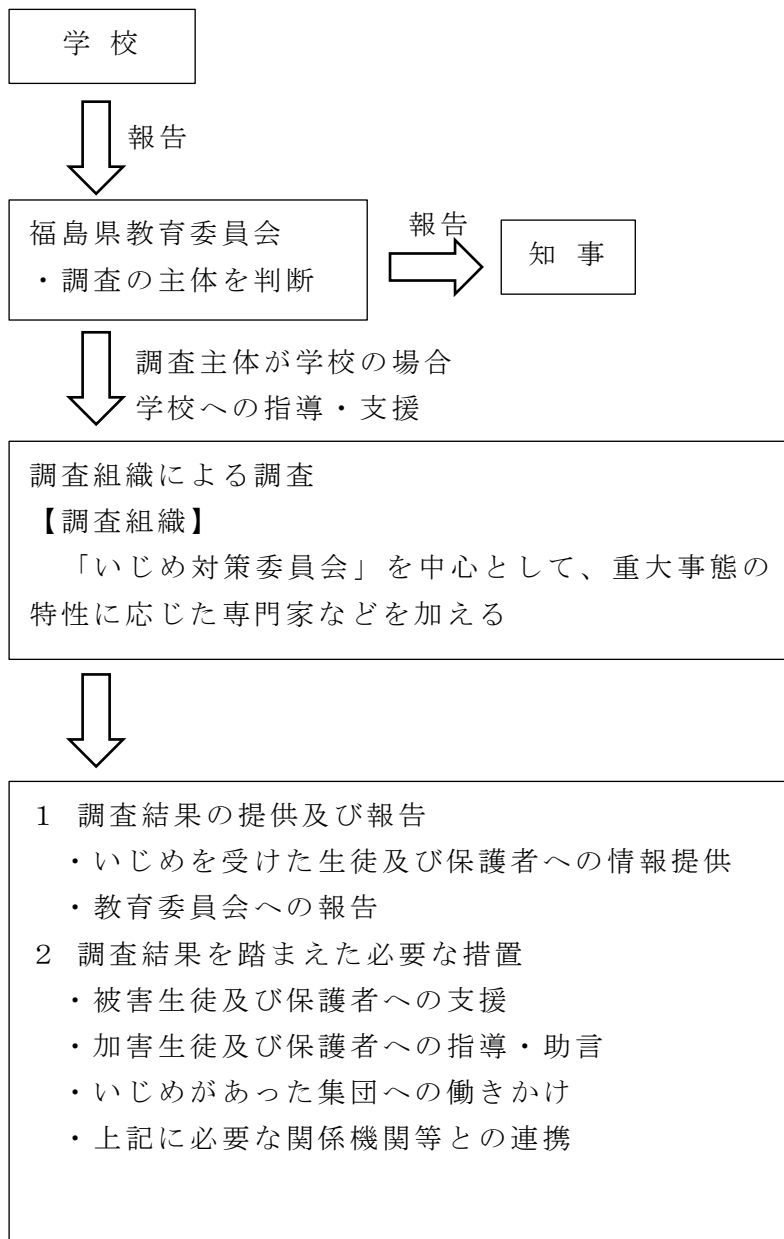 学校
報告
福島県教育委員会
・調査の主体を判断
報告
知事
調査主体が学校の場合
学校への指導・支援
調査組織による調査
【調査組織】
「いじめ対策委員会」を中心として、重大事態の
特性に応じた専門家などを加える
1 調査結果の提供及び報告
・いじめを受けた生徒及び保護者への情報提供
・教育委員会への報告
2 調査結果を踏まえた必要な措置
・被害生徒及び保護者への支援
・加害生徒及び保護者への指導・助言
・いじめがあった集団への働きかけ
・上記に必要な関係機関等との連携